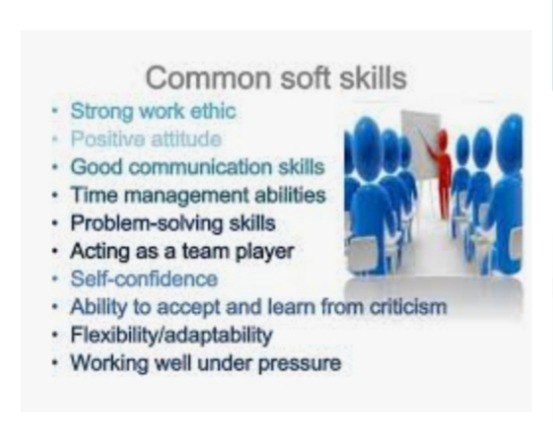 Common soft skills
• Strong work ethic
• Positive attitude
• Good communication skills
• Time management abilities
• Problem-solving skills
• Acting as a team player
• Self-confidence
• Ability to accept and learn from criticism
• Flexibility/adaptability
• Working well under pressure